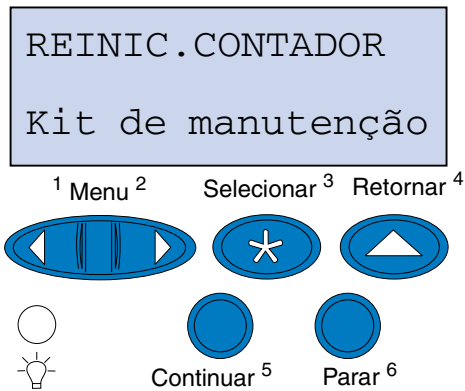 REINIC.CONTADOR
Kit de manutenção
1 Menu 2
Selecionar 3
Retornar 4
Continuar 5
Parar 6